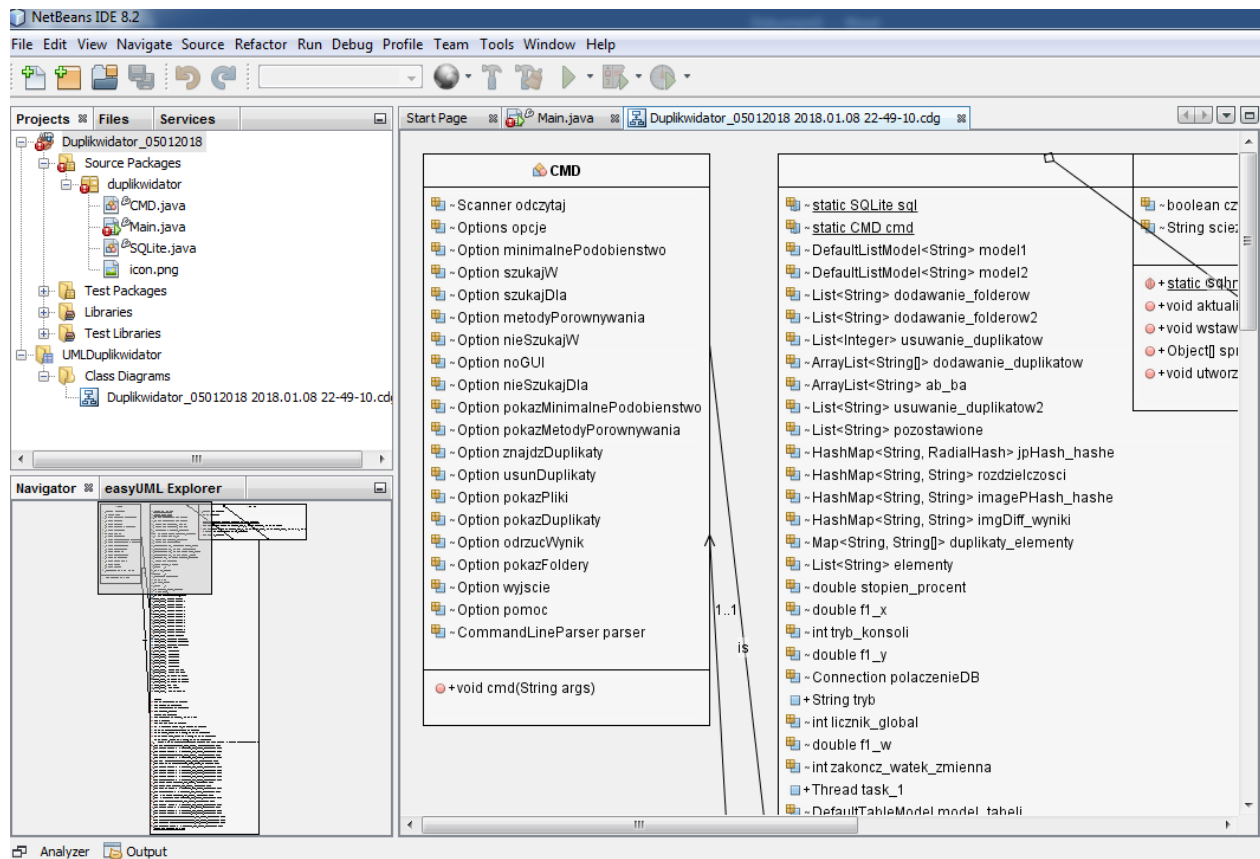 NetBeans IDE 8.2
File Edit View Navigate Source Refactor Run Debug Profile Team Tools Window Help
Projects Files Services
Duplikwidator_05012018
Source Packages
duplikwidator
CMD.java
Main.java
SQLite.java
icon.png
Test Packages
Libraries
Test Libraries
UMLDuplikwidator
Class Diagrams
Duplikwidator_05012018 2018.01.08 22-49-10.cd
Navigator easyUML Explorer
Start Page Main.java Duplikwidator_05012018 2018.01.08 22-49-10.cdg
CMD
~Scanner odczytaj
~Options opcje
~Option minimalnePodobienstwo
~Option szukajW
~Option szukajDla
~Option metodyPorownywania
~Option nieSzukajW
~Option noGUI
~Option nieSzukajDla
~Option pokazMinimalnePodobienstwo
~Option pokazMetodyPorownywania
~Option znajdzDuplikaty
~Option usunDuplikaty
~Option pokazPliki
~Option pokazDuplikaty
~Option odrzucWynik
~Option pokazFoldery
~Option wyjscie
~Option pomoc
~CommandLineParser parser
+void cmd(String args)
1..1
is
~static SQLite sql
~static CMD cmd
~DefaultListModel<String> model1
~DefaultListModel<String> model2
~List<String> dodawanie_folderow
~List<String> dodawanie_folderow2
~List<Integer> usuwanie_duplikatow
~ArrayList<String[]> dodawanie_duplikatow
~ArrayList<String> ab_ba
~List<String> usuwanie_duplikatow2
~List<String> pozostawione
~HashMap<String, RadialHash> jpHash_hashe
~HashMap<String, String> rozdzielczosci
~HashMap<String, String> imagePHash_hashe
~HashMap<String, String> imgDiff_wyniki
~Map<String, String[]> duplikaty_elementy
~List<String> elementy
~double stopien_procent
~double f1_x
~int tryb_konsoli
~double f1_y
~Connection polaczenieDB
+String tryb
~int licznik_global
~double f1_w
~int zakoncz_watek_zmienna
+Thread task_1
~DefaultTableModel model_tabeli
~boolean cz
~String sciez
+static
+void aktuali
+void wstaw
+Object[] spr
+void utworz
Analyzer Output